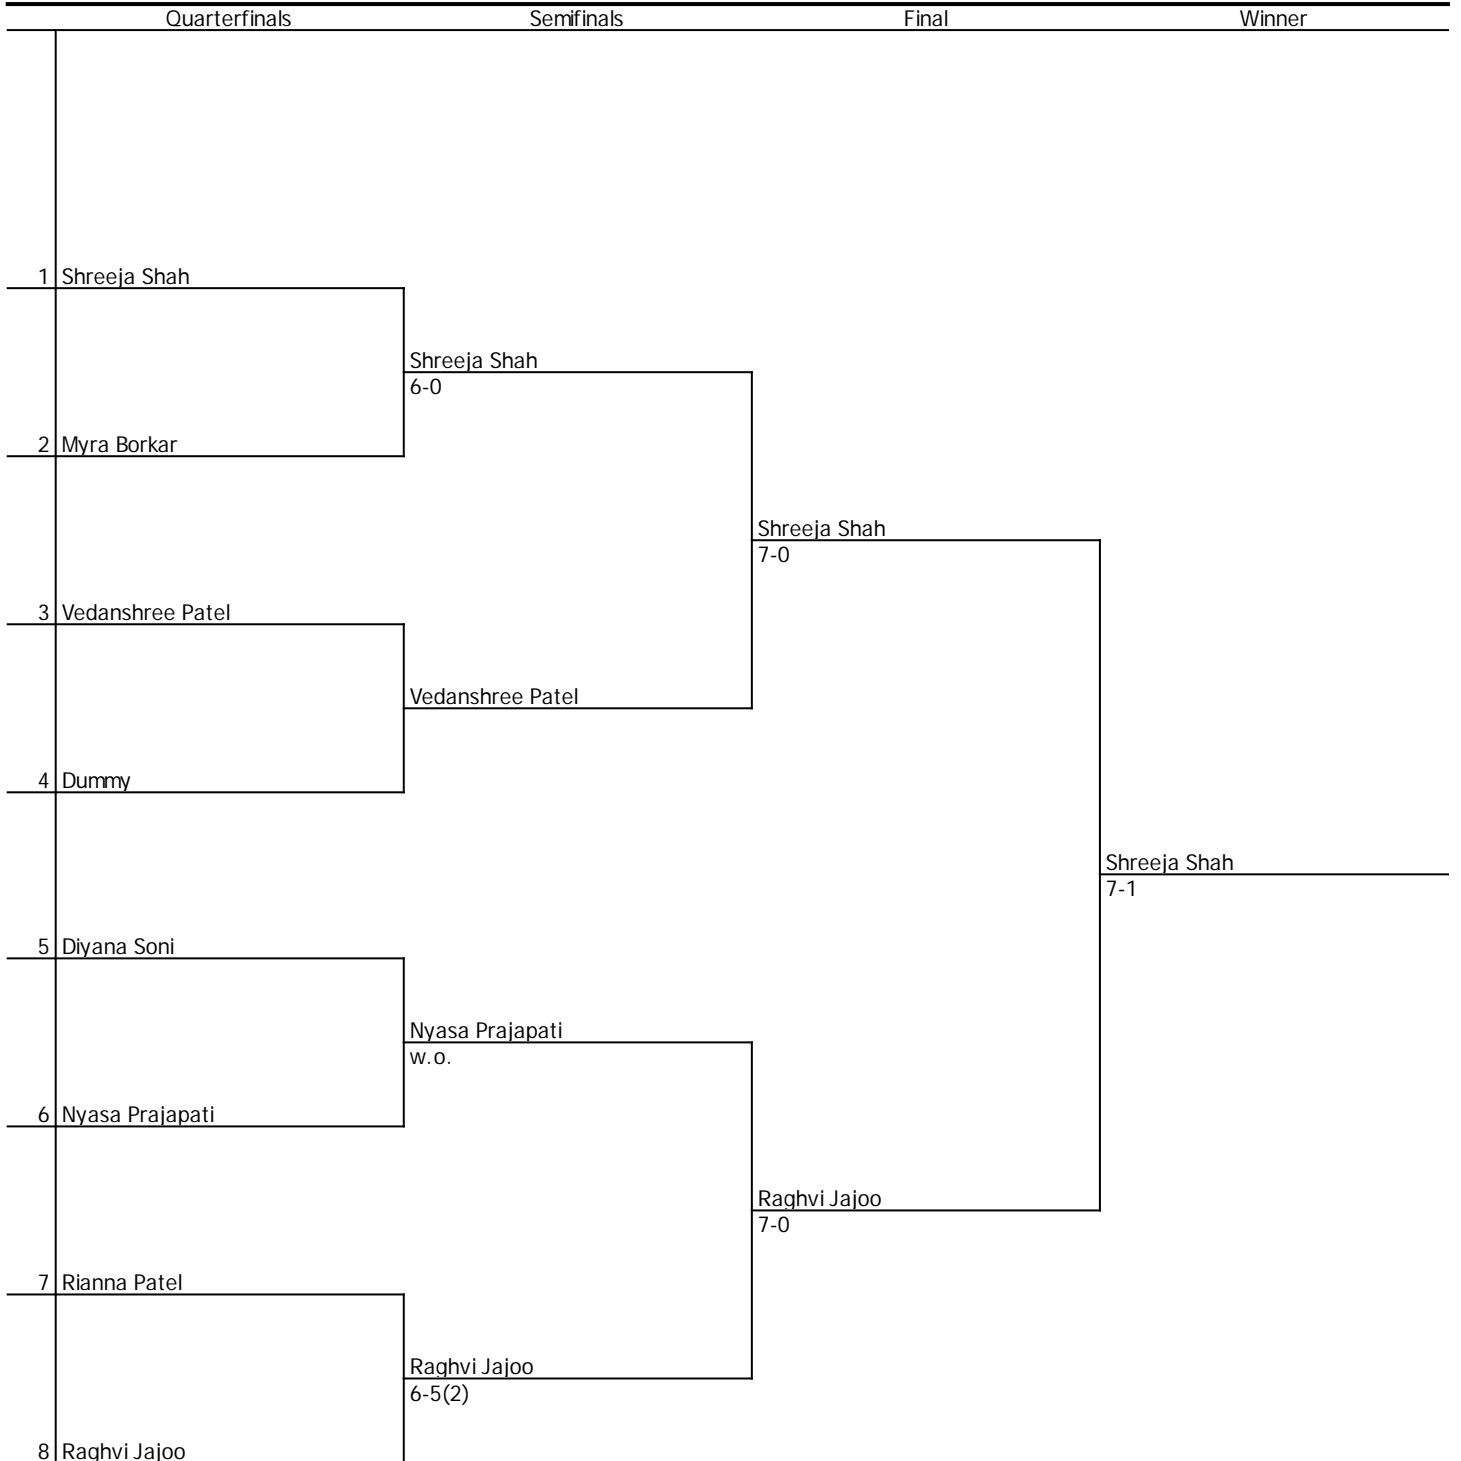 Quarterfinals Semifinals Final Winner
1 Shreeja Shah
Shreeja Shah
6-0
2 Myra Borkar
Shreeja Shah
7-0
3 Vedanshree Patel
Vedanshree Patel
4 Dummy
Shreeja Shah
7-1
5 Diyana Soni
Nyasa Prajapati
w.o.
6 Nyasa Prajapati
Raghvi Jajoo
7-0
7 Rianna Patel
Raghvi Jajoo
6-5(2)
8 Raghvi Jajoo